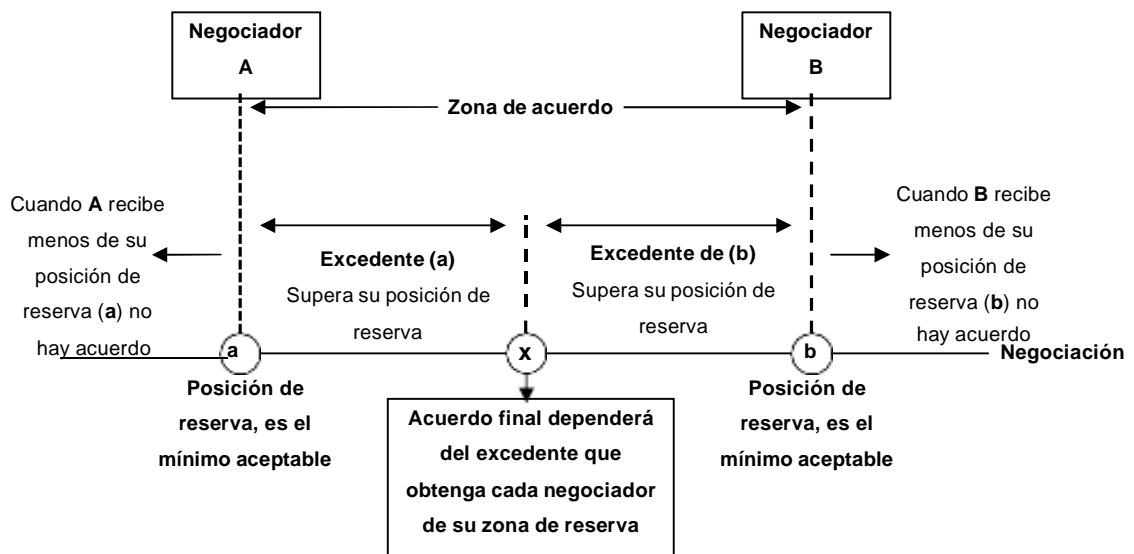 Negociador
A
Negociador
B
Zona de acuerdo
Cuando A recibe
menos de su
posición de
reserva (a) no
hay acuerdo
Excedente (a)
Supera su posición de
reserva
Excedente de (b)
Supera su posición de
reserva
Cuando B recibe
menos de su
posición de
reserva (b) no
hay acuerdo
a
x
b
Negociación
Posición de
reserva, es el
mínimo aceptable
Acuerdo final dependerá
del excedente que
obtenga cada negociador
de su zona de reserva
Posición de
reserva, es el
mínimo aceptable